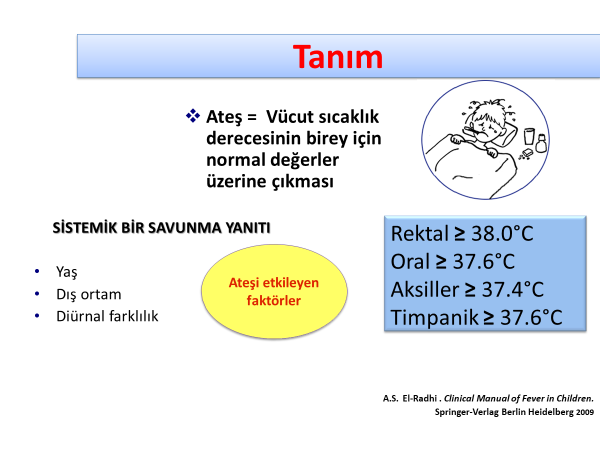 Tanım
❖ Ateş = Vücut sıcaklık
derecesinin birey için
normal değerler
üzerine çıkması
SİSTEMİK BİR SAVUNMA YANITI
• Yaş
• Dış ortam
• Diürnal farklılık
Ateşi etkileyen
faktörler
Rektal ≥ 38.0°C
Oral ≥ 37.6°C
Aksiller ≥ 37.4°C
Timpanik ≥ 37.6°C
A.S. El-Radhi . Clinical Manual of Fever in Children.
Springer-Verlag Berlin Heidelberg 2009